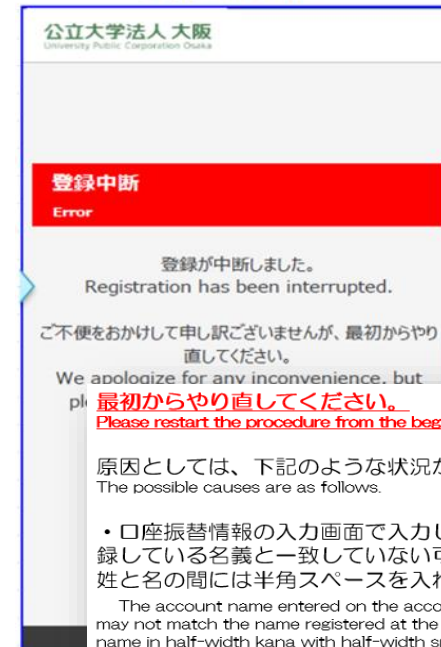 公立大学法人 大阪
University Public Corporation Osaka
登録中断
Error
登録が中断しました。
Registration has been interrupted.
ご不便をおかけして申し訳ございませんが、最初からやり
直してください。
We apologize for any inconvenience, but
最初からやり直してください。
Please restart the procedure from the beg
原因としては、下記のような状況が
The possible causes are as follows.
・口座振替情報の入力画面で入力し
録している名義と一致していない可
姓と名の間には半角スペースを入れ
The account name entered on the acco
may not match the name registered at the
name in half-width kana with half-width s